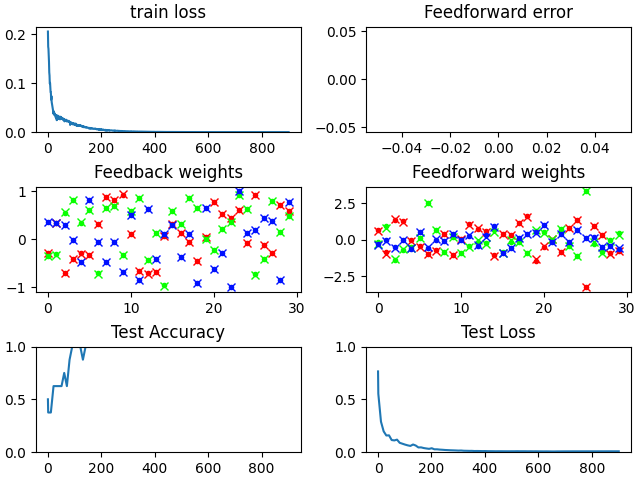 train loss
0.2
0.1
0.0
0 200 400 600 800
Feedforward error
0.05
0.00
−0.05
−0.04 −0.02 0.00 0.02 0.04
Feedback weights
1
0
−1
0 10 20 30
Feedforward weights
2.5
0.0
−2.5
0 10 20 30
Test Accuracy
1.0
0.5
0.0
0 200 400 600 800
Test Loss
1.0
0.5
0.0
0 200 400 600 800